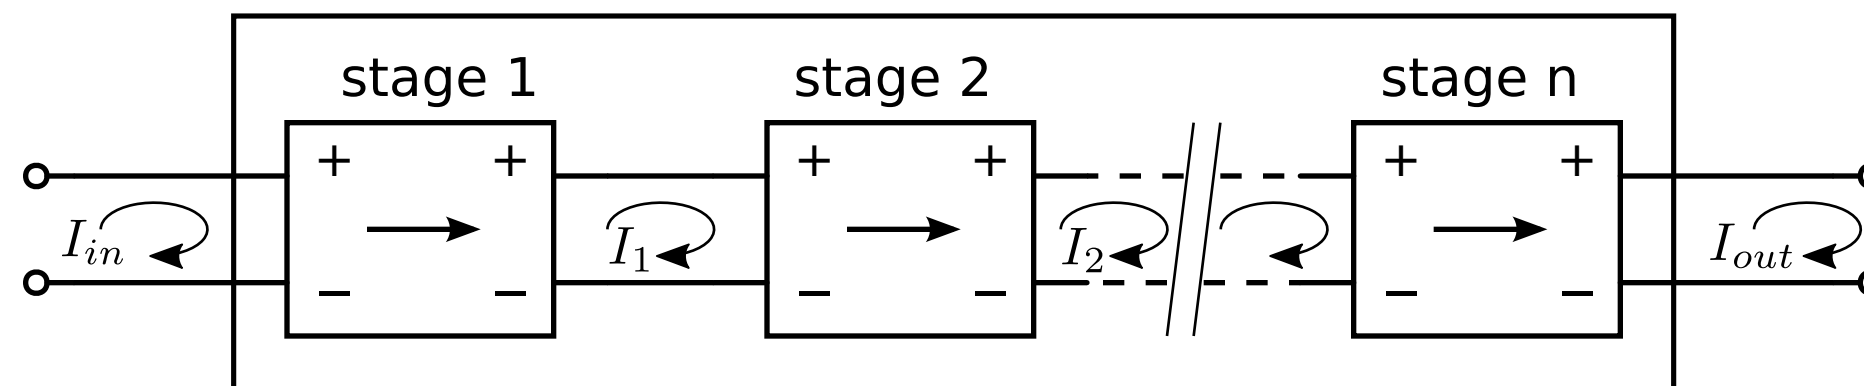 stage 1 stage 2 stage n
+ + + + + +
I_in I_1 I_2 I_out
− − − − − −